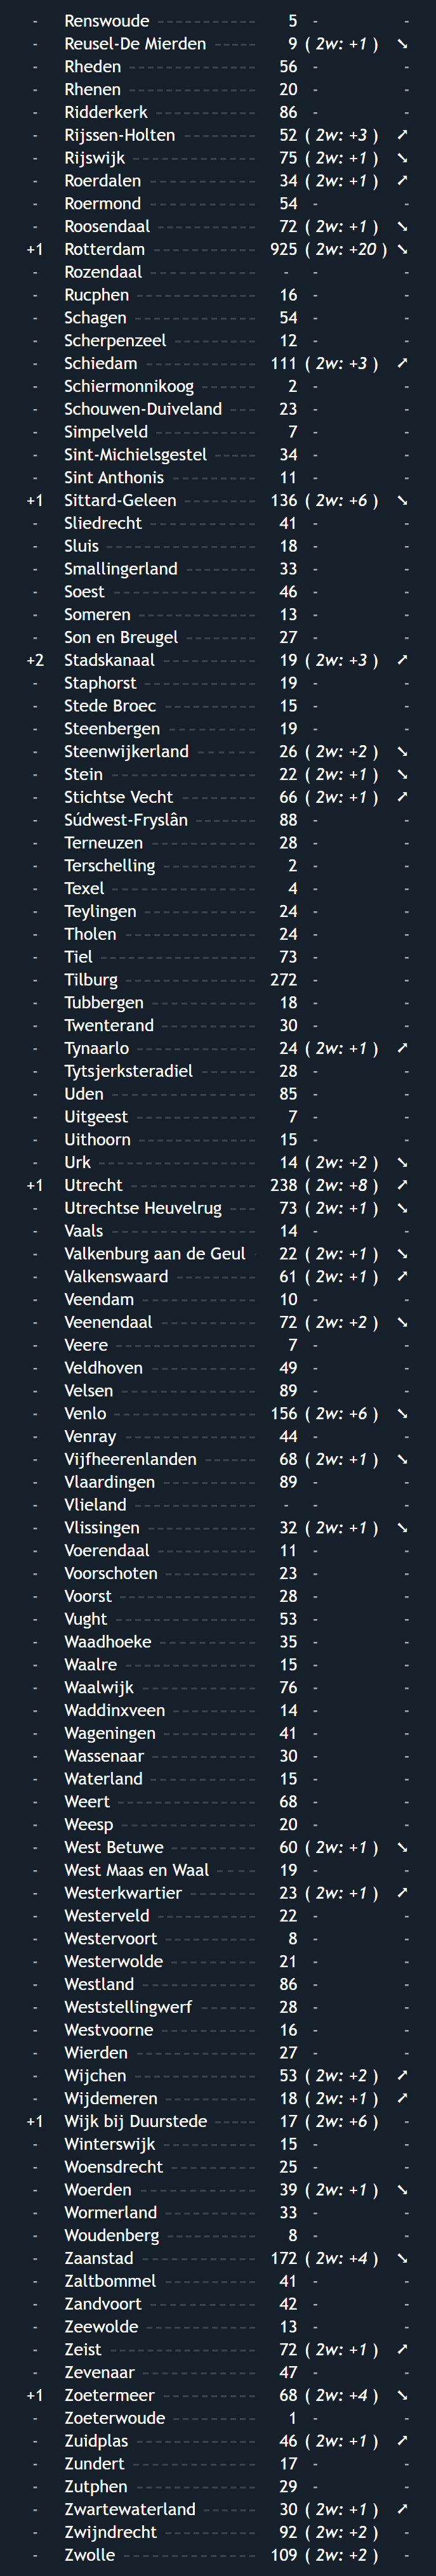 - Renswoude ------------- 5 - -
- Reusel-De Mierden ------ 9 ( 2w: +1 ) ➘
- Rheden ---------------- 56 - -
- Rhenen ---------------- 20 - -
- Ridderkerk ------------- 86 - -
- Rijssen-Holten ---------- 52 ( 2w: +3 ) ➚
- Rijswijk ---------------- 75 ( 2w: +1 ) ➘
- Roerdalen -------------- 34 ( 2w: +1 ) ➚
- Roermond -------------- 54 - -
- Roosendaal ------------- 72 ( 2w: +1 ) ➘
+1 Rotterdam ------------- 925 ( 2w: +20 ) ➘
- Rozendaal -------------- - - -
- Rucphen --------------- 16 - -
- Schagen --------------- 54 - -
- Scherpenzeel ----------- 12 - -
- Schiedam -------------- 111 ( 2w: +3 ) ➚
- Schiermonnikoog ------- 2 - -
- Schouwen-Duiveland --- 23 - -
- Simpelveld ------------- 7 - -
- Sint-Michielsgestel ----- 34 - -
- Sint Anthonis ----------- 11 - -
+1 Sittard-Geleen --------- 136 ( 2w: +6 ) ➘
- Sliedrecht -------------- 41 - -
- Sluis ------------------ 18 - -
- Smallingerland --------- 33 - -
- Soest ------------------ 46 - -
- Someren --------------- 13 - -
- Son en Breugel --------- 27 - -
+2 Stadskanaal ------------ 19 ( 2w: +3 ) ➚
- Staphorst -------------- 19 - -
- Stede Broec ------------ 15 - -
- Steenbergen ------------ 19 - -
- Steenwijkerland ------- 26 ( 2w: +2 ) ➘
- Stein ------------------ 22 ( 2w: +1 ) ➘
- Stichtse Vecht ---------- 66 ( 2w: +1 ) ➚
- Súdwest-Fryslân -------- 88 - -
- Terneuzen -------------- 28 - -
- Terschelling ------------ 2 - -
- Texel ------------------ 4 - -
- Teylingen -------------- 24 - -
- Tholen ---------------- 24 - -
- Tiel ------------------- 73 - -
- Tilburg ---------------- 272 - -
- Tubbergen ------------- 18 - -
- Twenterand ------------ 30 - -
- Tynaarlo --------------- 24 ( 2w: +1 ) ➚
- Tytsjerksteradiel ------- 28 - -
- Uden ------------------ 85 - -
- Uitgeest --------------- 7 - -
- Uithoorn --------------- 15 - -
- Urk ------------------- 14 ( 2w: +2 ) ➘
+1 Utrecht ---------------- 238 ( 2w: +8 ) ➚
- Utrechtse Heuvelrug --- 73 ( 2w: +1 ) ➘
- Vaals ------------------ 14 - -
- Valkenburg aan de Geul - 22 ( 2w: +1 ) ➘
- Valkenswaard ---------- 61 ( 2w: +1 ) ➚
- Veendam -------------- 10 - -
- Veenendaal ------------ 72 ( 2w: +2 ) ➘
- Veere ----------------- 7 - -
- Veldhoven ------------- 49 - -
- Velsen ----------------- 89 - -
- Venlo ------------------ 156 ( 2w: +6 ) ➘
- Venray ---------------- 44 - -
- Vijfheerenlanden ------- 68 ( 2w: +1 ) ➘
- Vlaardingen ------------ 89 - -
- Vlieland ---------------- - - -
- Vlissingen -------------- 32 ( 2w: +1 ) ➘
- Voerendaal ------------- 11 - -
- Voorschoten ------------ 23 - -
- Voorst ----------------- 28 - -
- Vught ----------------- 53 - -
- Waadhoeke ------------ 35 - -
- Waalre ---------------- 15 - -
- Waalwijk --------------- 76 - -
- Waddinxveen ---------- 14 - -
- Wageningen ------------ 41 - -
- Wassenaar ------------- 30 - -
- Waterland ------------- 15 - -
- Weert ----------------- 68 - -
- Weesp ----------------- 20 - -
- West Betuwe ----------- 60 ( 2w: +1 ) ➘
- West Maas en Waal ---- 19 - -
- Westerkwartier --------- 23 ( 2w: +1 ) ➚
- Westerveld ------------- 22 - -
- Westervoort ------------ 8 - -
- Westerwolde ----------- 21 - -
- Westland -------------- 86 - -
- Weststellingwerf ------ 28 - -
- Westvoorne ------------ 16 - -
- Wierden --------------- 27 - -
- Wijchen --------------- 53 ( 2w: +2 ) ➚
- Wijdemeren ------------ 18 ( 2w: +1 ) ➚
+1 Wijk bij Duurstede ----- 17 ( 2w: +6 ) -
- Winterswijk ------------ 15 - -
- Woensdrecht ----------- 25 - -
- Woerden --------------- 39 ( 2w: +1 ) ➘
- Wormerland ------------ 33 - -
- Woudenberg ------------ 8 - -
- Zaanstad --------------- 172 ( 2w: +4 ) ➘
- Zaltbommel ------------ 41 - -
- Zandvoort -------------- 42 - -
- Zeewolde -------------- 13 - -
- Zeist ------------------ 72 ( 2w: +1 ) ➚
- Zevenaar -------------- 47 - -
+1 Zoetermeer ------------ 68 ( 2w: +4 ) ➘
- Zoeterwoude ----------- 1 - -
- Zuidplas --------------- 46 ( 2w: +1 ) ➚
- Zundert --------------- 17 - -
- Zutphen --------------- 29 - -
- Zwartewaterland ------ 30 ( 2w: +1 ) ➚
- Zwijndrecht ------------ 92 ( 2w: +2 ) -
- Zwolle ----------------- 109 ( 2w: +2 ) -